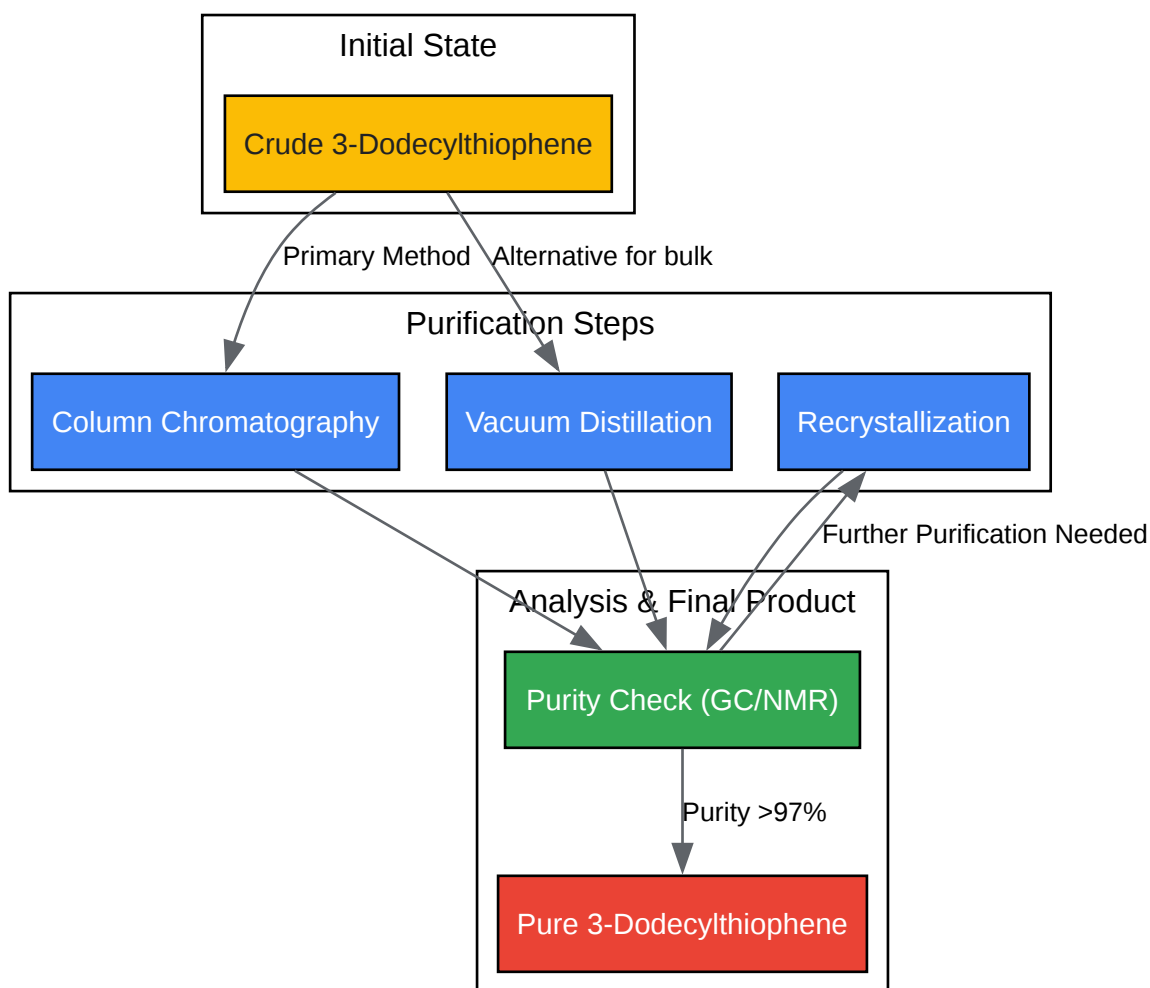 Initial State
Crude 3-Dodecylthiophene
Primary Method
Alternative for bulk
Purification Steps
Column Chromatography
Vacuum Distillation
Recrystallization
Further Purification Needed
Analysis & Final Product
Purity Check (GC/NMR)
Purity >97%
Pure 3-Dodecylthiophene